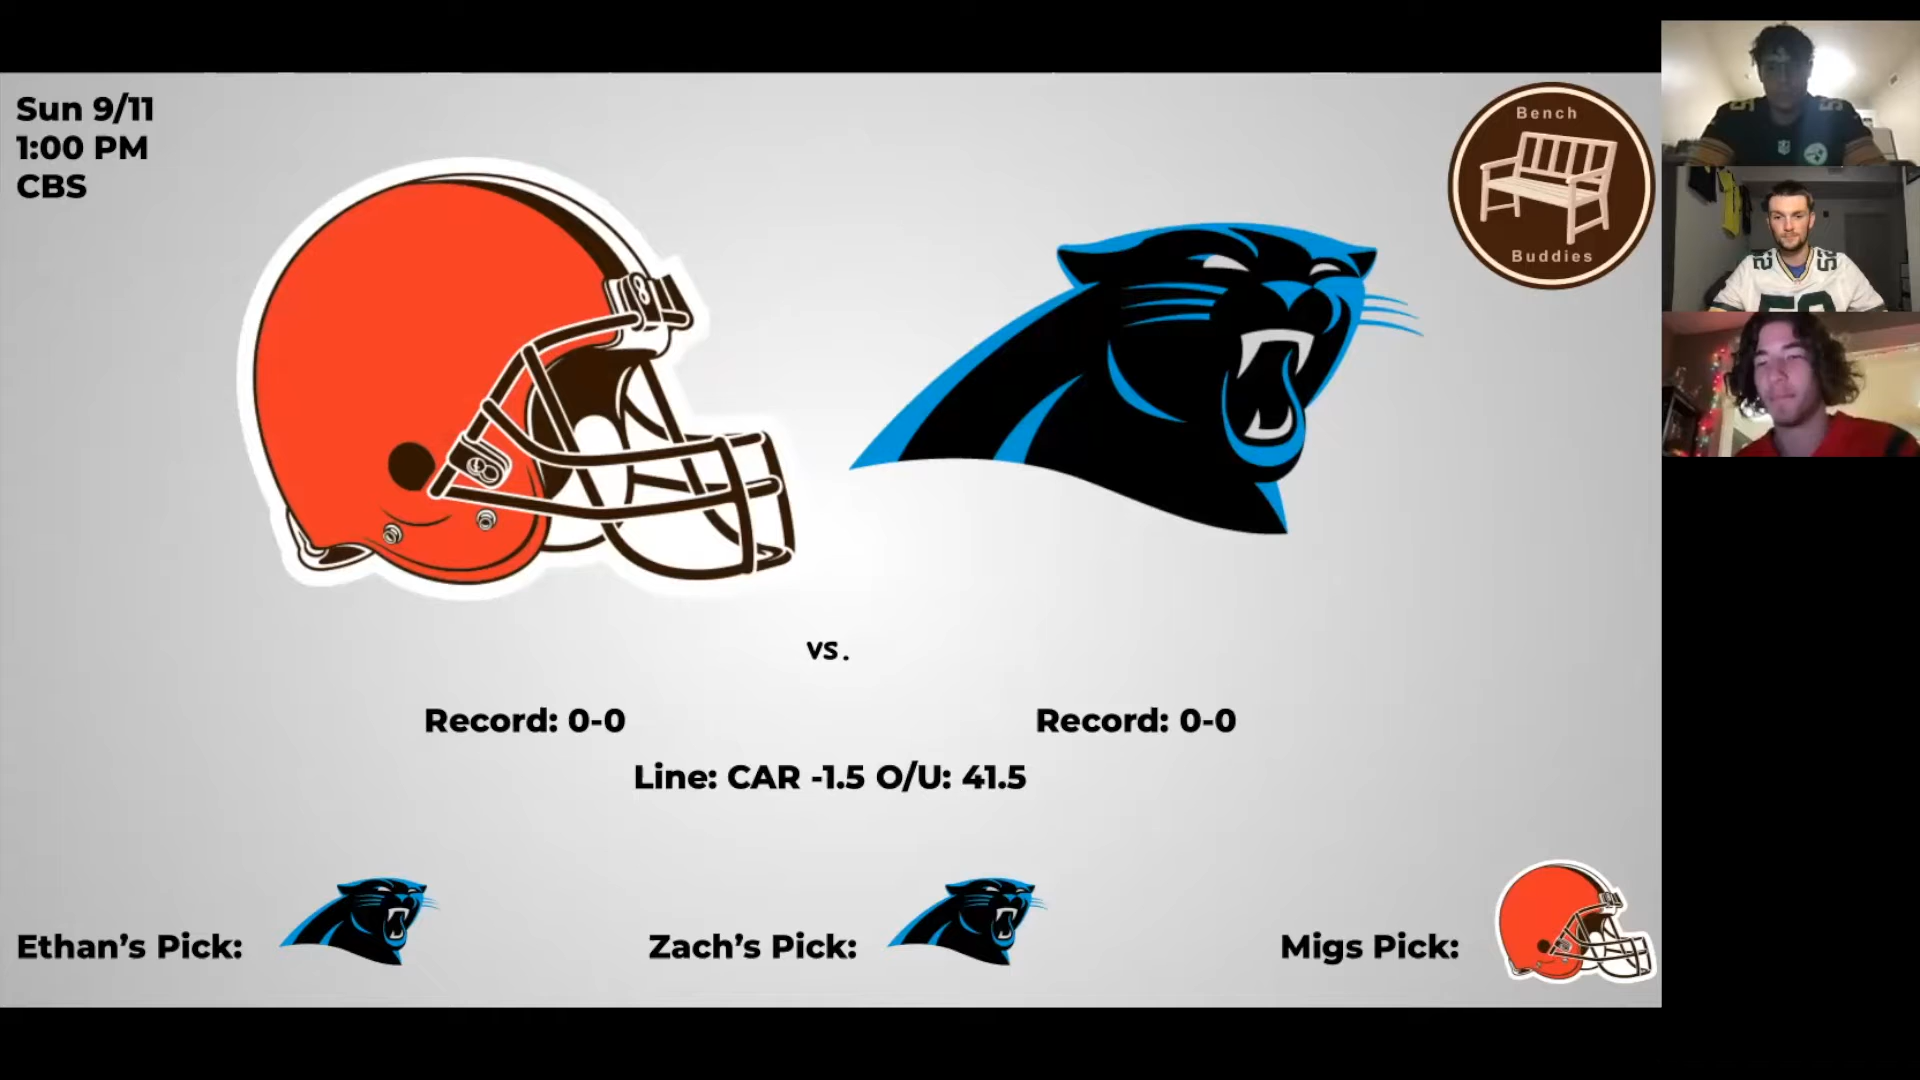 Sun 9/11
1:00 PM
CBS
Bench
Buddies
vs.
Record: 0-0
Record: 0-0
Line: CAR -1.5 O/U: 41.5
Ethan’s Pick:
Zach’s Pick:
Migs Pick: